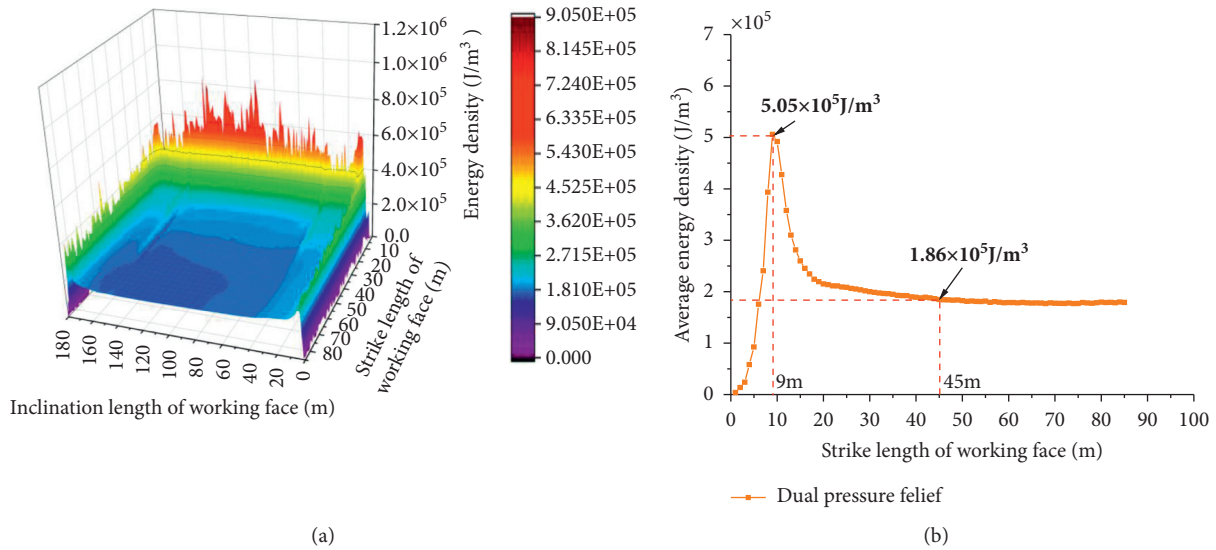 1.2×10⁶
1.0×10⁶
8.0×10⁵
6.0×10⁵
4.0×10⁵
2.0×10⁵
0.0
Energy density (J/m³)
10
20
30
40
50
60
70
80
Strike length of
working face (m)
180
160
140
120
100
80
60
40
20
0
Inclination length of working face (m)
9.050E+05
8.145E+05
7.240E+05
6.335E+05
5.430E+05
4.525E+05
3.620E+05
2.715E+05
1.810E+05
9.050E+04
0.000
(a)
×10⁵
7
6
5
4
3
2
1
0
Average energy density (J/m³)
5.05×10⁵J/m³
1.86×10⁵J/m³
9m
45m
0 10 20 30 40 50 60 70 80 90 100
Strike length of working face (m)
Dual pressure felief
(b)